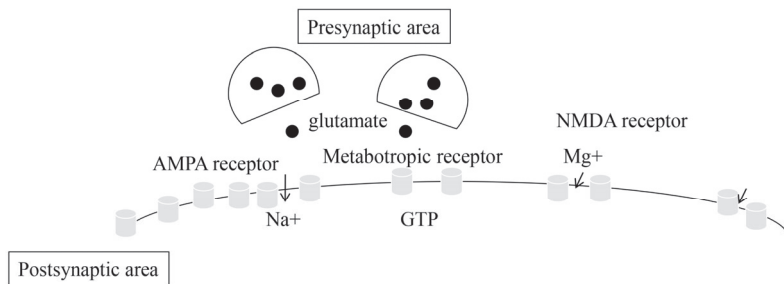 Presynaptic area
glutamate
NMDA receptor
AMPA receptor
Metabotropic receptor
Mg+
Na+
GTP
Postsynaptic area